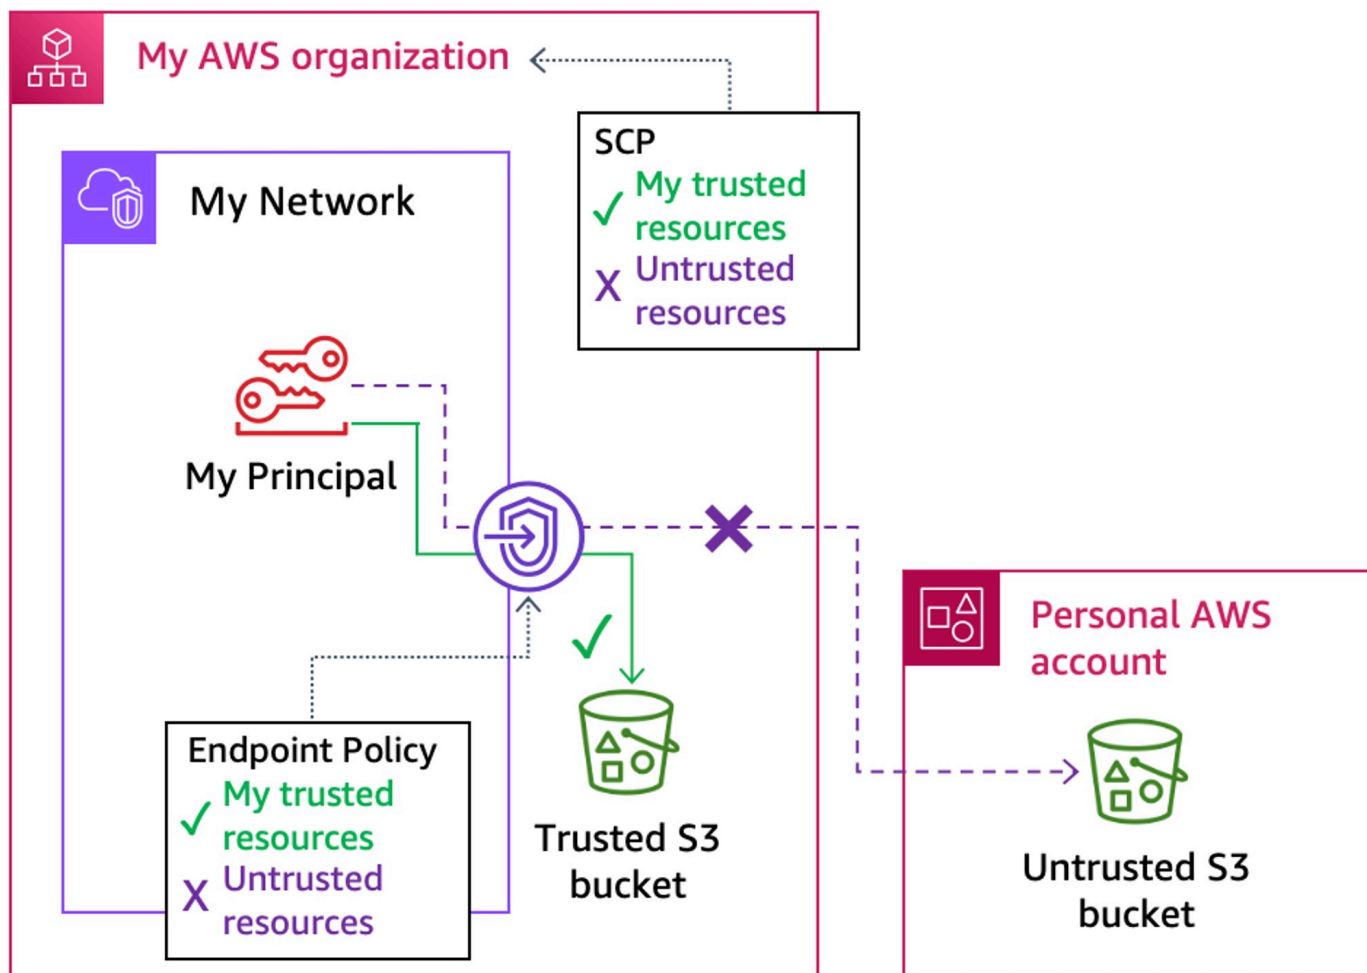 My AWS organization
SCP
✓ My trusted
resources
X Untrusted
resources
My Network
My Principal
Endpoint Policy
✓ My trusted
resources
X Untrusted
resources
Trusted S3
bucket
Personal AWS
account
Untrusted S3
bucket